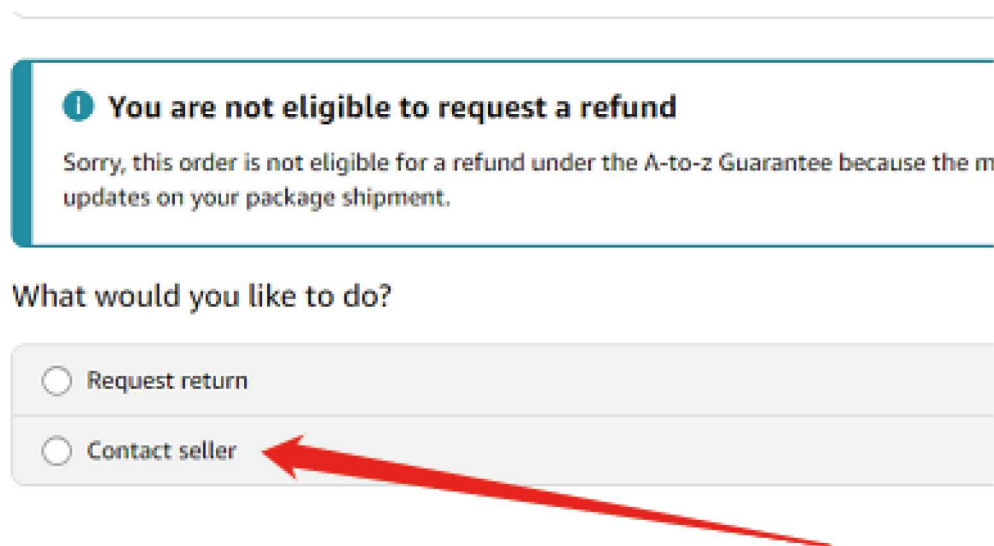 You are not eligible to request a refund
Sorry, this order is not eligible for a refund under the A-to-z Guarantee because the
updates on your package shipment.
What would you like to do?
Request return
Contact seller